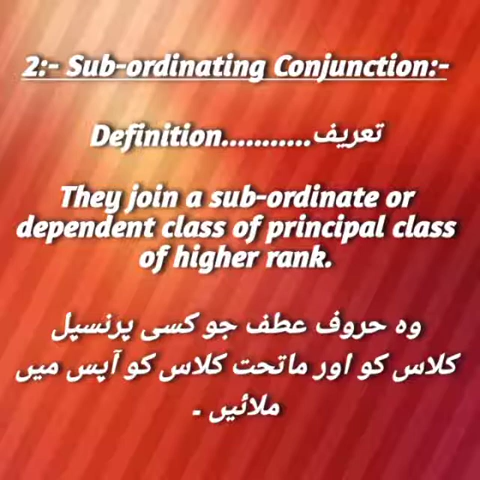 2:- Sub-ordinating Conjunction:-
Definition...........تعریف
They join a sub-ordinate or
dependent class of principal class
of higher rank.
وہ حروف عطف جو کسی پرنسپل
کلاس کو اور ماتحت کلاس کو آپس میں
ملائیں ۔